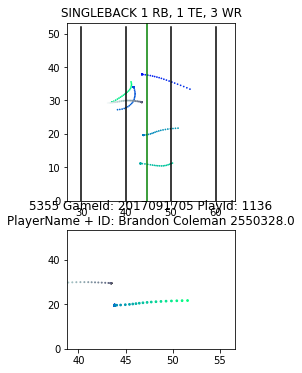 SINGLEBACK 1 RB, 1 TE, 3 WR
50
40
30
20
10
0
30 40 50 60
5355 GameId: 2017091705 PlayId: 1136
PlayerName + ID: Brandon Coleman 2550328.0
40
20
0
40 45 50 55